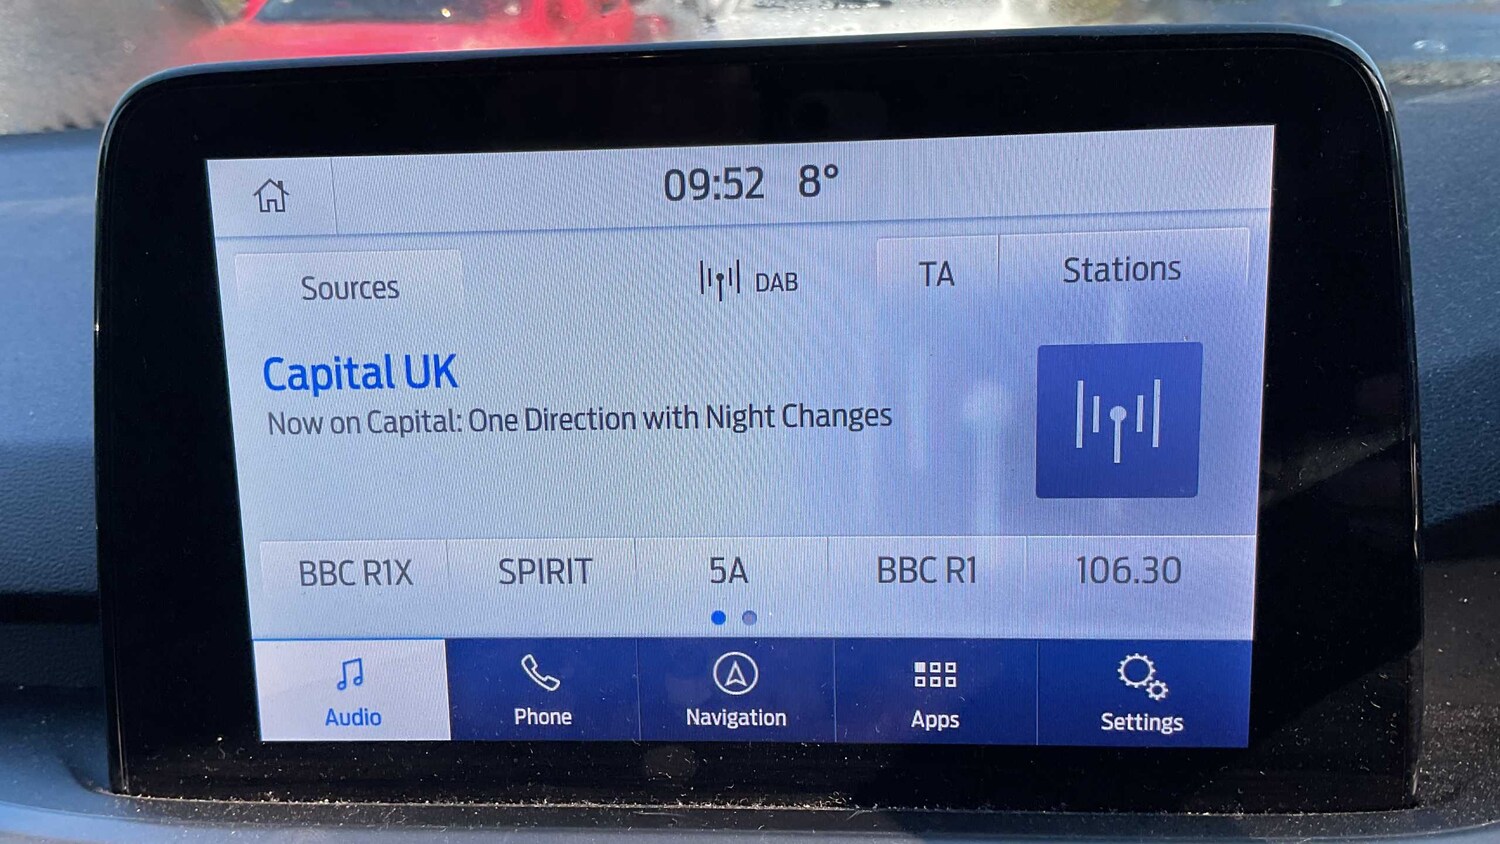 09:52 8°
Sources DAB TA Stations
Capital UK
Now on Capital: One Direction with Night Changes
BBC R1X SPIRIT 5A BBC R1 106.30
Audio Phone Navigation Apps Settings